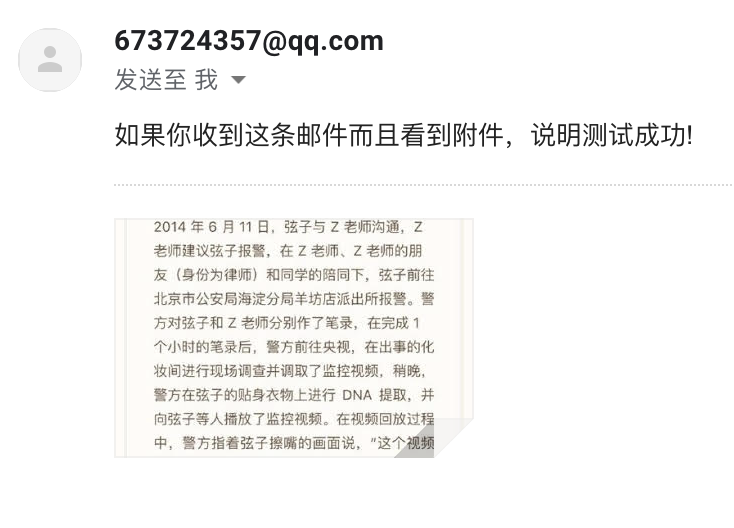 673724357@qq.com
发送至 我
如果你收到这条邮件而且看到附件，说明测试成功!
2014 年 6 月 11 日，弦子与 Z 老师沟通，Z
老师建议弦子报警，在 Z 老师、Z 老师的朋
友（身份为律师）和同学的陪同下，弦子前往
北京市公安局海淀分局羊坊店派出所报警。警
方对弦子和 Z 老师分别作了笔录，在完成 1
个小时的笔录后，警方前往央视，在出事的化
妆间进行现场调查并调取了监控视频，稍晚，
警方在弦子的贴身衣物上进行 DNA 提取，并
向弦子等人播放了监控视频。在视频回放过程
中，警方指着弦子擦嘴的画面说，“这个视频